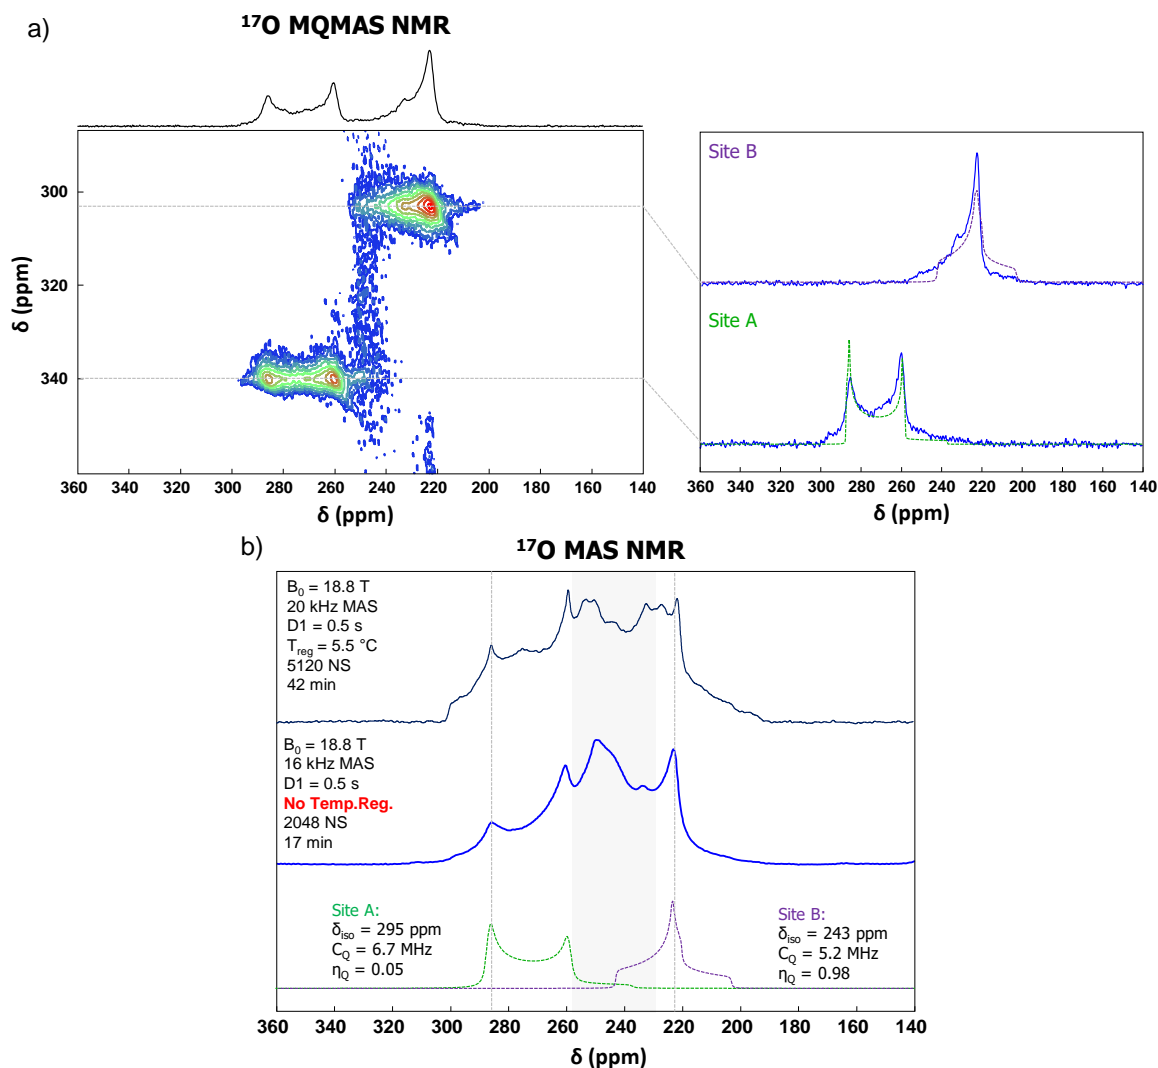 a)
¹⁷O MQMAS NMR
300
320
340
δ (ppm)
360 340 320 300 280 260 240 220 200 180 160 140
δ (ppm)
Site B
Site A
360 340 320 300 280 260 240 220 200 180 160 140
δ (ppm)
b)
¹⁷O MAS NMR
B₀ = 18.8 T
20 kHz MAS
D1 = 0.5 s
T_reg = 5.5 °C
5120 NS
42 min
B₀ = 18.8 T
16 kHz MAS
D1 = 0.5 s
No Temp.Reg.
2048 NS
17 min
Site A:
δ_iso = 295 ppm
C_Q = 6.7 MHz
η_Q = 0.05
Site B:
δ_iso = 243 ppm
C_Q = 5.2 MHz
η_Q = 0.98
360 340 320 300 280 260 240 220 200 180 160 140
δ (ppm)